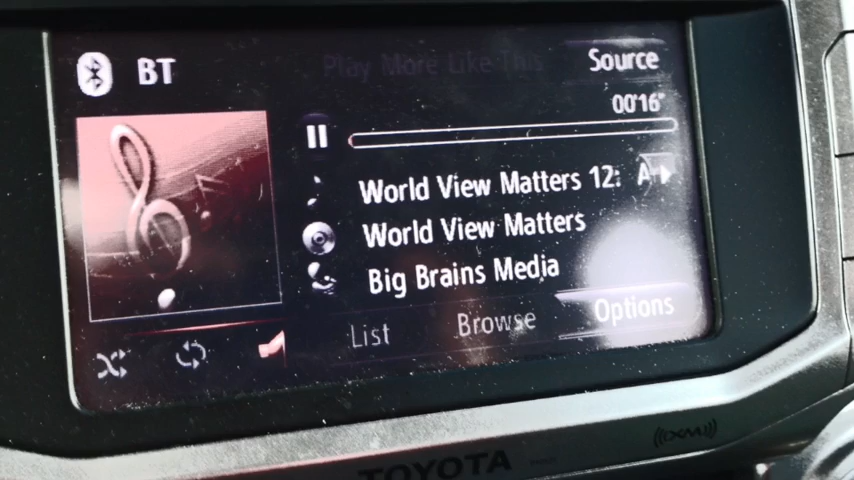 BT
Play More Like This
Source
00'16"
World View Matters 12: A
World View Matters
Big Brains Media
List
Browse
Options
((XM))
TOYOTA